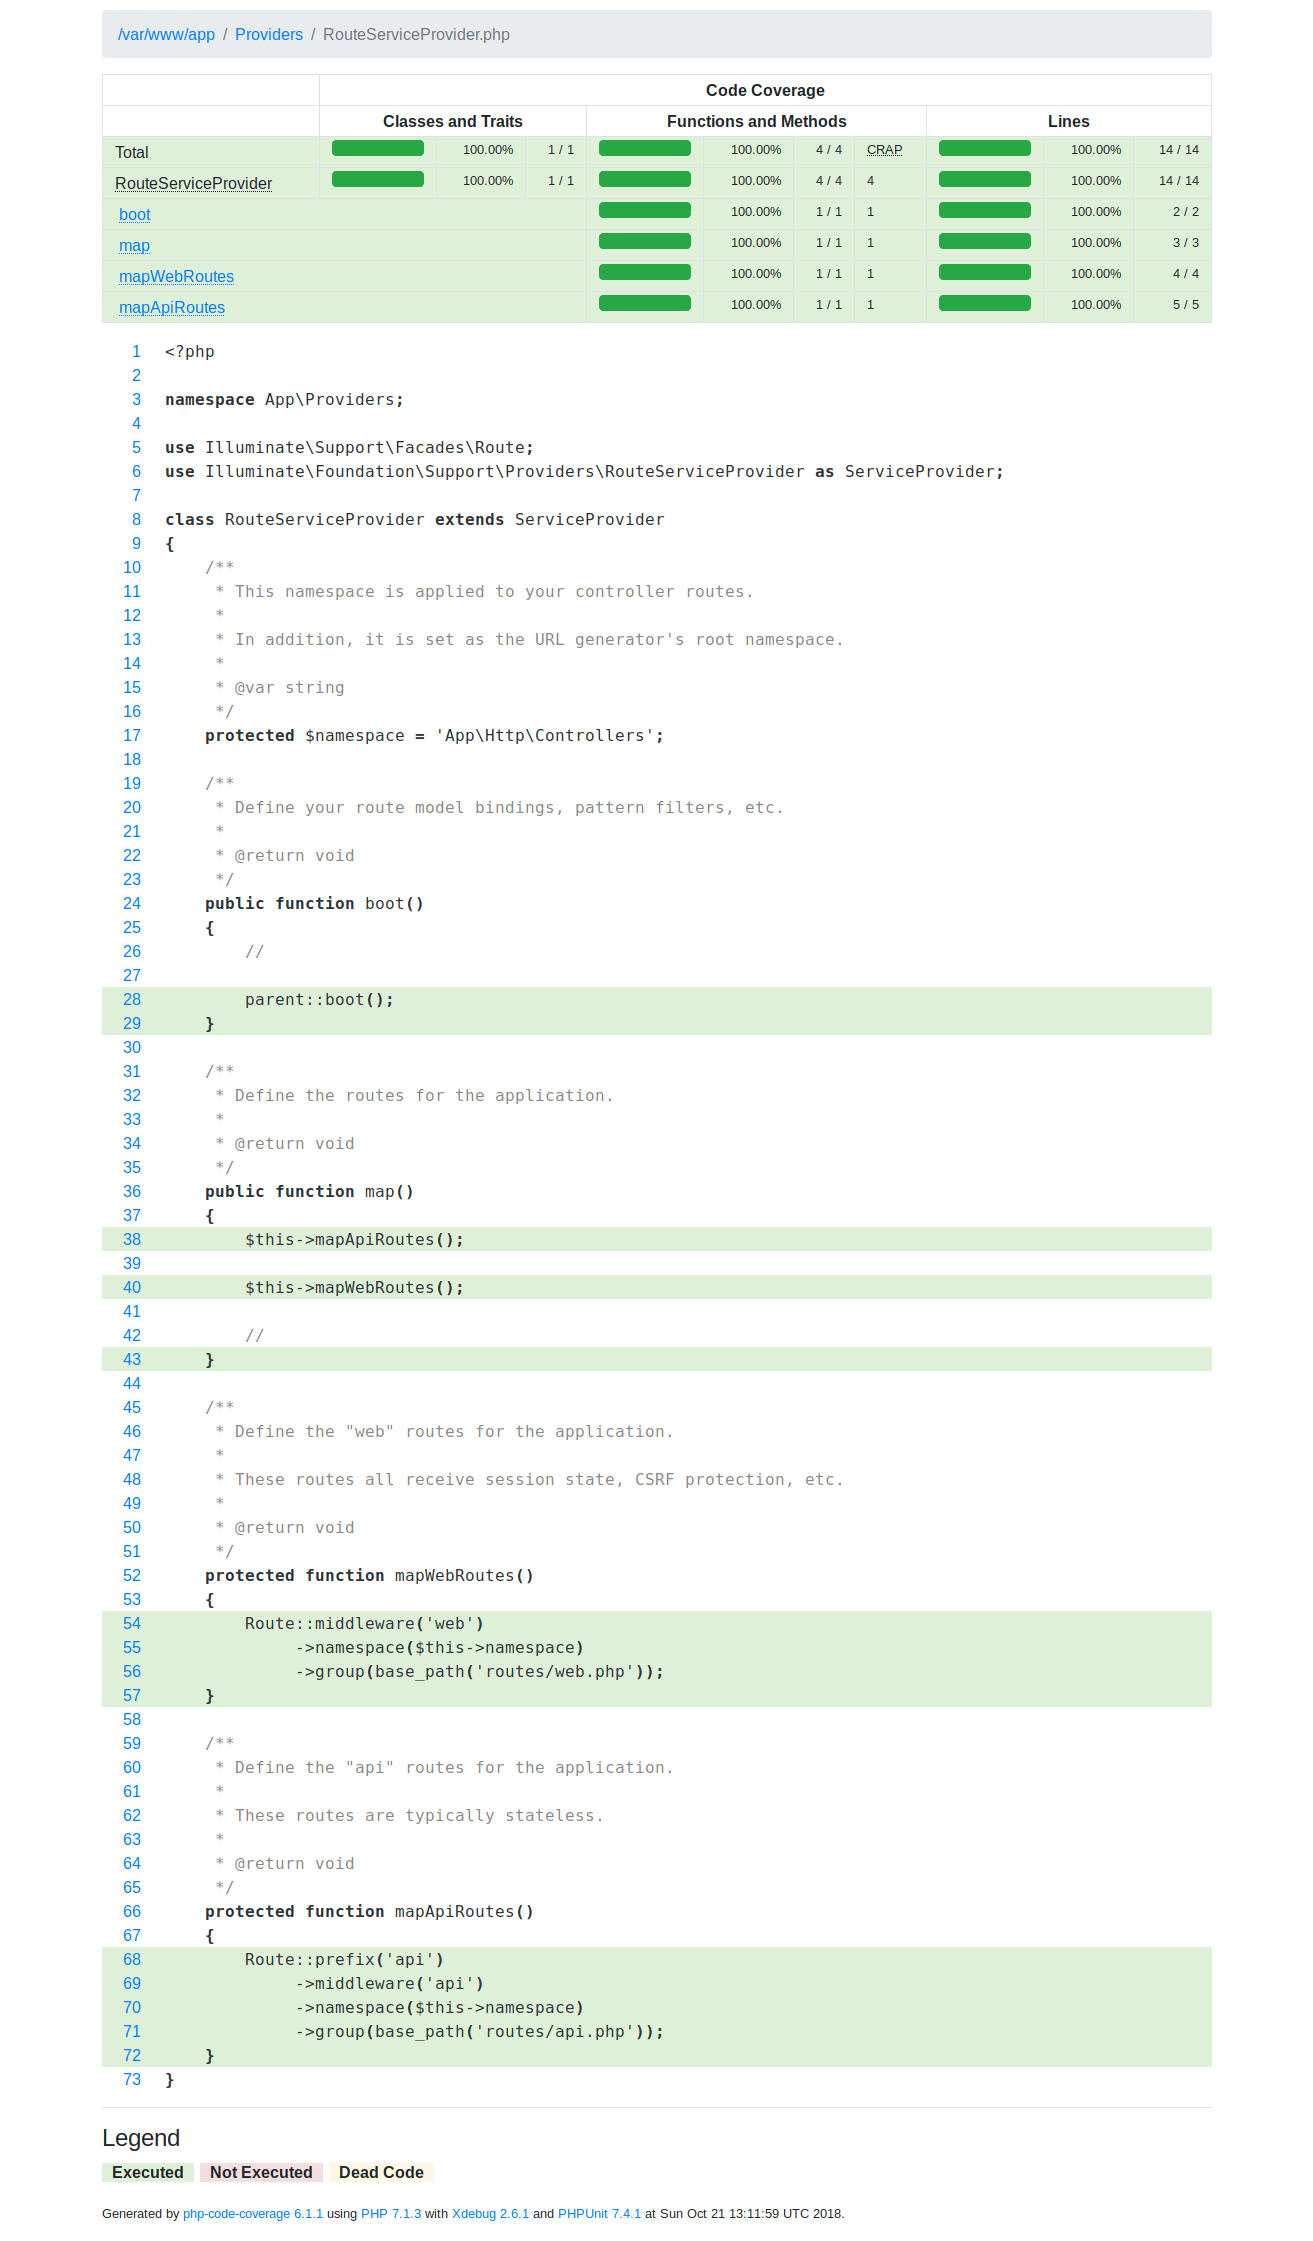 /var/www/app / Providers / RouteServiceProvider.php
Code Coverage
Classes and Traits Functions and Methods Lines
Total 100.00% 1 / 1 100.00% 4 / 4 CRAP 100.00% 14 / 14
RouteServiceProvider 100.00% 1 / 1 100.00% 4 / 4 4 100.00% 14 / 14
boot 100.00% 1 / 1 1 100.00% 2 / 2
map 100.00% 1 / 1 1 100.00% 3 / 3
mapWebRoutes 100.00% 1 / 1 1 100.00% 4 / 4
mapApiRoutes 100.00% 1 / 1 1 100.00% 5 / 5
1 <?php
2
3 namespace App\Providers;
4
5 use Illuminate\Support\Facades\Route;
6 use Illuminate\Foundation\Support\Providers\RouteServiceProvider as ServiceProvider;
7
8 class RouteServiceProvider extends ServiceProvider
9 {
10 /**
11 * This namespace is applied to your controller routes.
12 *
13 * In addition, it is set as the URL generator's root namespace.
14 *
15 * @var string
16 */
17 protected $namespace = 'App\Http\Controllers';
18
19 /**
20 * Define your route model bindings, pattern filters, etc.
21 *
22 * @return void
23 */
24 public function boot()
25 {
26 //
27
28 parent::boot();
29 }
30
31 /**
32 * Define the routes for the application.
33 *
34 * @return void
35 */
36 public function map()
37 {
38 $this->mapApiRoutes();
39
40 $this->mapWebRoutes();
41
42 //
43 }
44
45 /**
46 * Define the "web" routes for the application.
47 *
48 * These routes all receive session state, CSRF protection, etc.
49 *
50 * @return void
51 */
52 protected function mapWebRoutes()
53 {
54 Route::middleware('web')
55 ->namespace($this->namespace)
56 ->group(base_path('routes/web.php'));
57 }
58
59 /**
60 * Define the "api" routes for the application.
61 *
62 * These routes are typically stateless.
63 *
64 * @return void
65 */
66 protected function mapApiRoutes()
67 {
68 Route::prefix('api')
69 ->middleware('api')
70 ->namespace($this->namespace)
71 ->group(base_path('routes/api.php'));
72 }
73 }
Legend
Executed Not Executed Dead Code
Generated by php-code-coverage 6.1.1 using PHP 7.1.3 with Xdebug 2.6.1 and PHPUnit 7.4.1 at Sun Oct 21 13:11:59 UTC 2018.